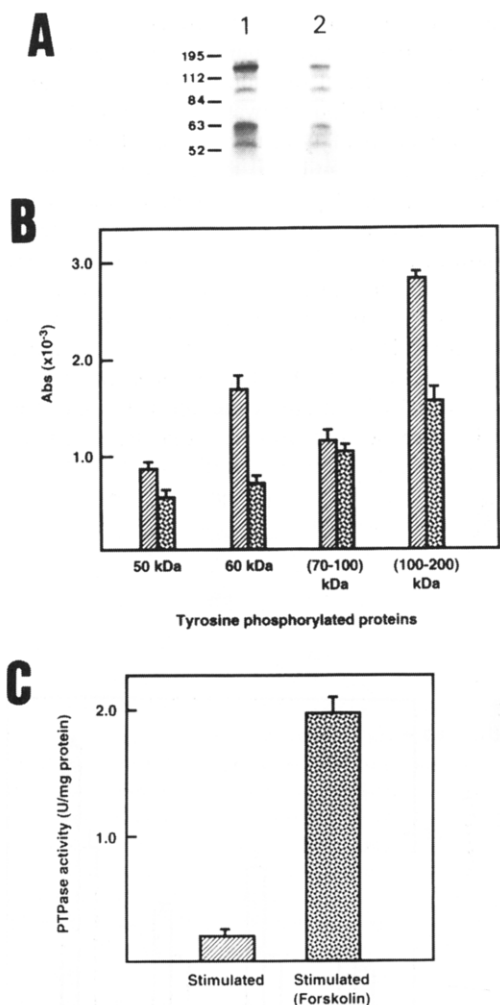 A
1 2
195
112
84
63
52
B
3.0
2.0
1.0
Abs (x10⁻³)
50 kDa 60 kDa (70-100) kDa (100-200) kDa
Tyrosine phosphorylated proteins
C
2.0
1.0
PTPase activity (U/mg protein)
Stimulated Stimulated (Forskolin)